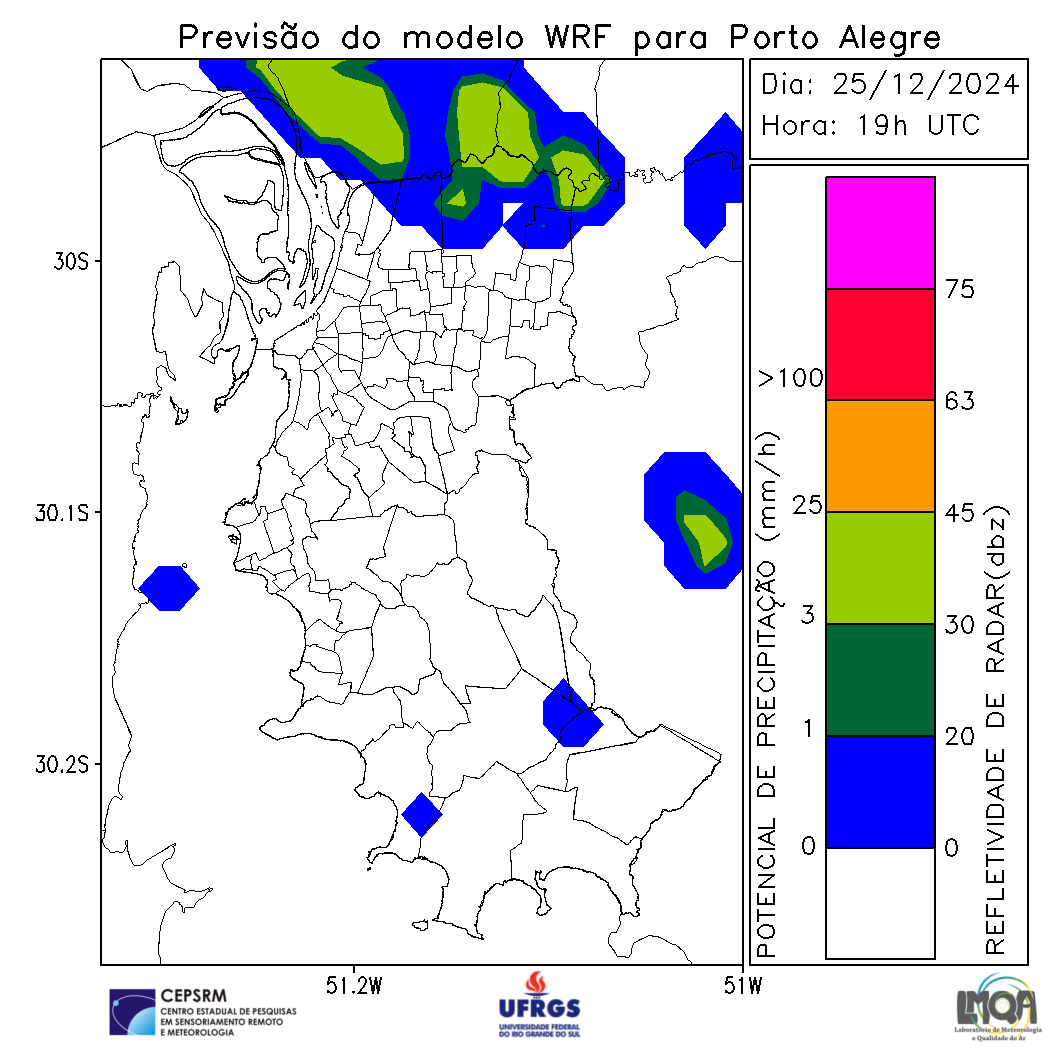 Previsão do modelo WRF para Porto Alegre
Dia: 25/12/2024
Hora: 19h UTC
30S
30.1S
30.2S
51.2W
51W
POTENCIAL DE PRECIPITAÇÃO (mm/h)
>100
25
3
1
0
75
63
45
30
20
0
REFLETIVIDADE DE RADAR(dbz)
CEPSRM
CENTRO ESTADUAL DE PESQUISAS
EM SENSORIAMENTO REMOTO
E METEOROLOGIA
UFRGS
UNIVERSIDADE FEDERAL
DO RIO GRANDE DO SUL
LMQA
Laboratório de Meteorologia
e Qualidade do Ar